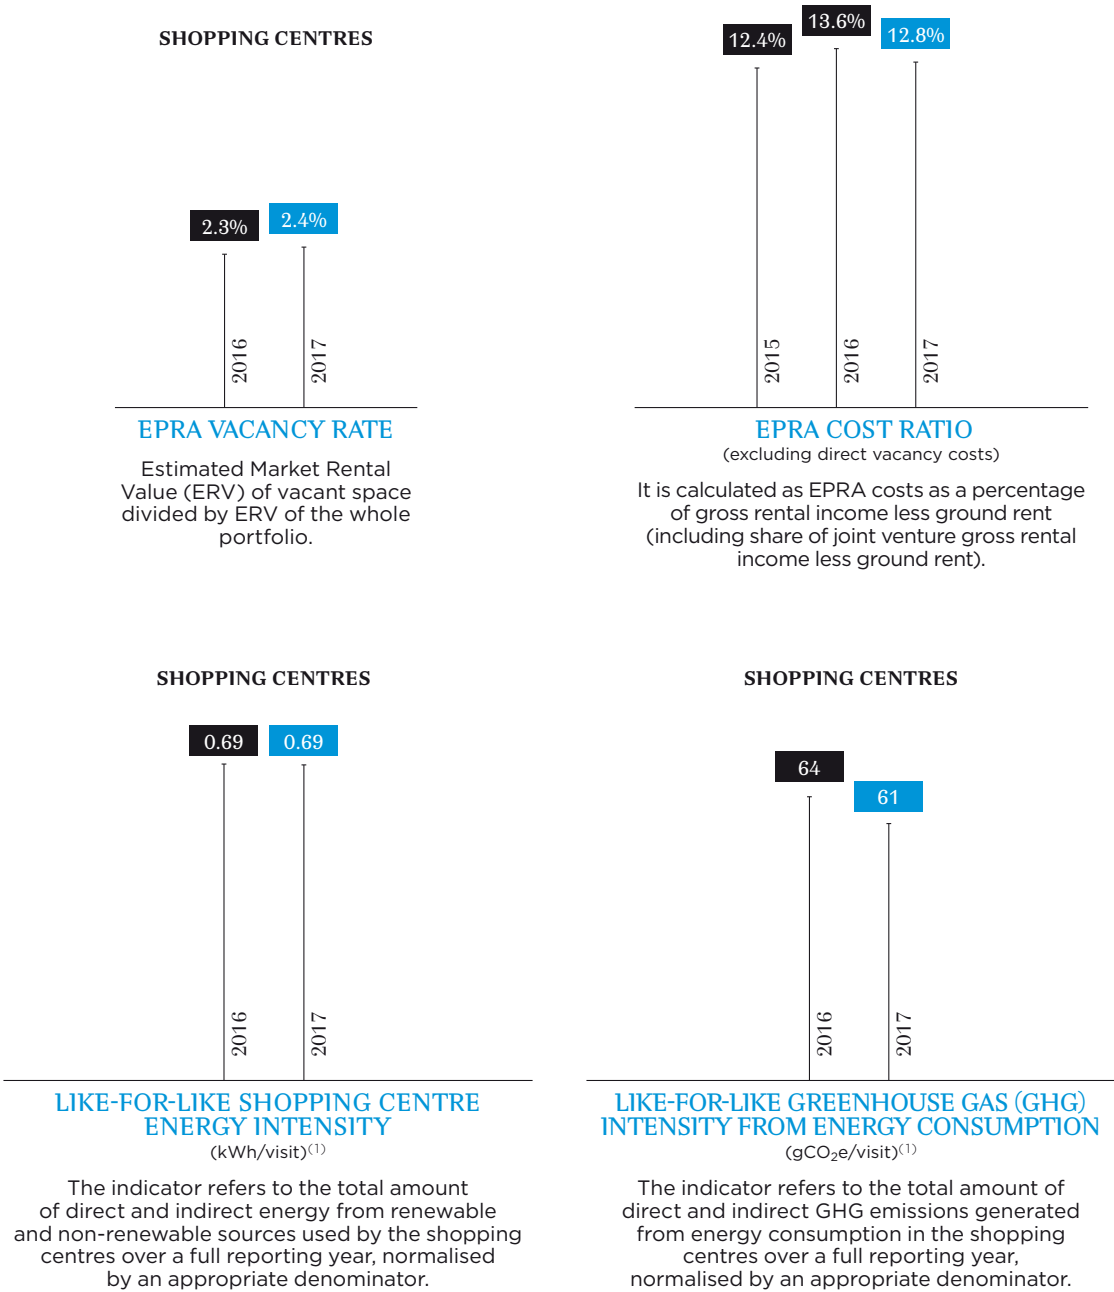 SHOPPING CENTRES
2.3%
2.4%
2016
2017
EPRA VACANCY RATE
Estimated Market Rental
Value (ERV) of vacant space
divided by ERV of the whole
portfolio.
12.4%
13.6%
12.8%
2015
2016
2017
EPRA COST RATIO
(excluding direct vacancy costs)
It is calculated as EPRA costs as a percentage
of gross rental income less ground rent
(including share of joint venture gross rental
income less ground rent).
SHOPPING CENTRES
0.69
0.69
2016
2017
LIKE-FOR-LIKE SHOPPING CENTRE
ENERGY INTENSITY
(kWh/visit)(1)
The indicator refers to the total amount
of direct and indirect energy from renewable
and non-renewable sources used by the shopping
centres over a full reporting year, normalised
by an appropriate denominator.
SHOPPING CENTRES
64
61
2016
2017
LIKE-FOR-LIKE GREENHOUSE GAS (GHG)
INTENSITY FROM ENERGY CONSUMPTION
(gCO₂e/visit)(1)
The indicator refers to the total amount of
direct and indirect GHG emissions generated
from energy consumption in the shopping
centres over a full reporting year,
normalised by an appropriate denominator.